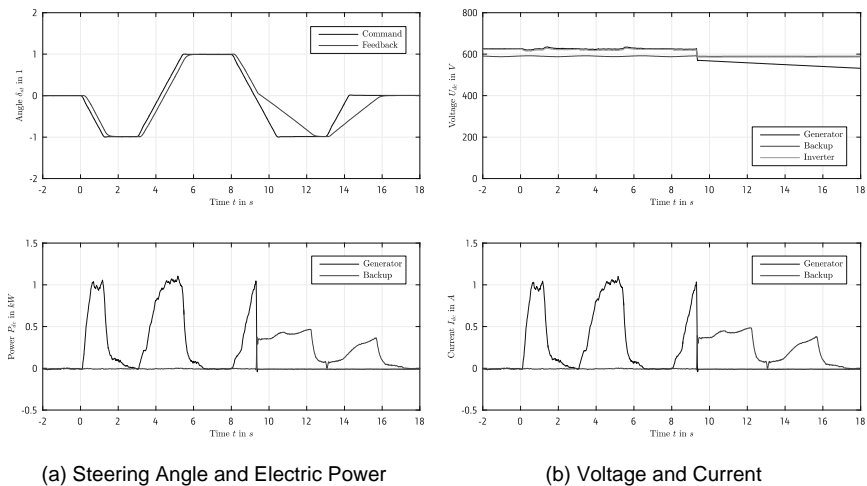 2
1
0
-1
-2
Angle δst in 1
Command
Feedback
-2 0 2 4 6 8 10 12 14 16 18
Time t in s
800
600
400
200
0
Voltage Udc in V
Generator
Backup
Inverter
-2 0 2 4 6 8 10 12 14 16 18
Time t in s
1.5
1
0.5
0
-0.5
Power Pdc in kW
Generator
Backup
-2 0 2 4 6 8 10 12 14 16 18
Time t in s
1.5
1
0.5
0
-0.5
Current Idc in A
Generator
Backup
-2 0 2 4 6 8 10 12 14 16 18
Time t in s
(a) Steering Angle and Electric Power
(b) Voltage and Current